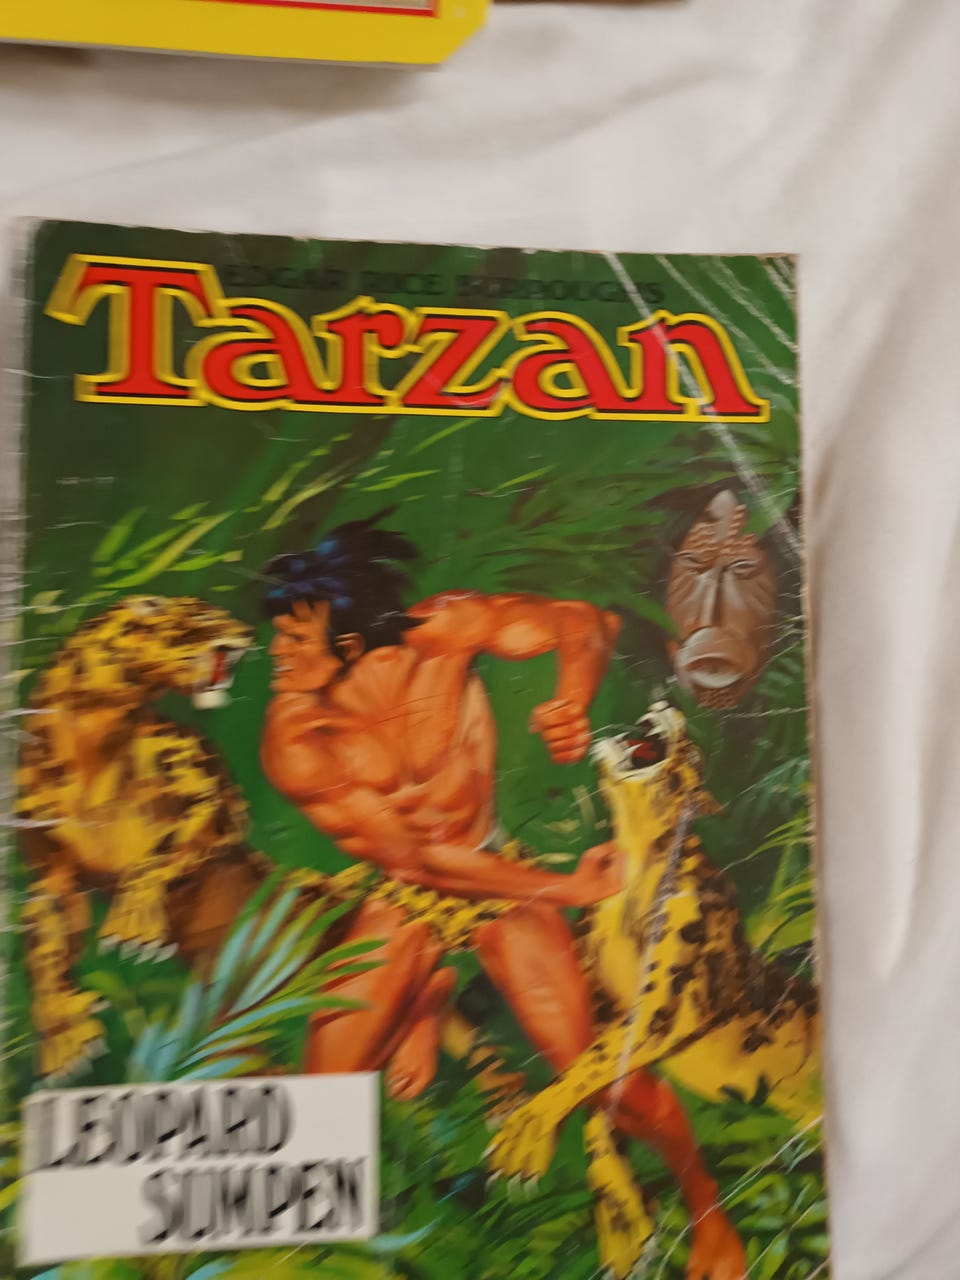 EDGAR RICE BURROUGHS
Tarzan
LEOPARD
SUMPEN